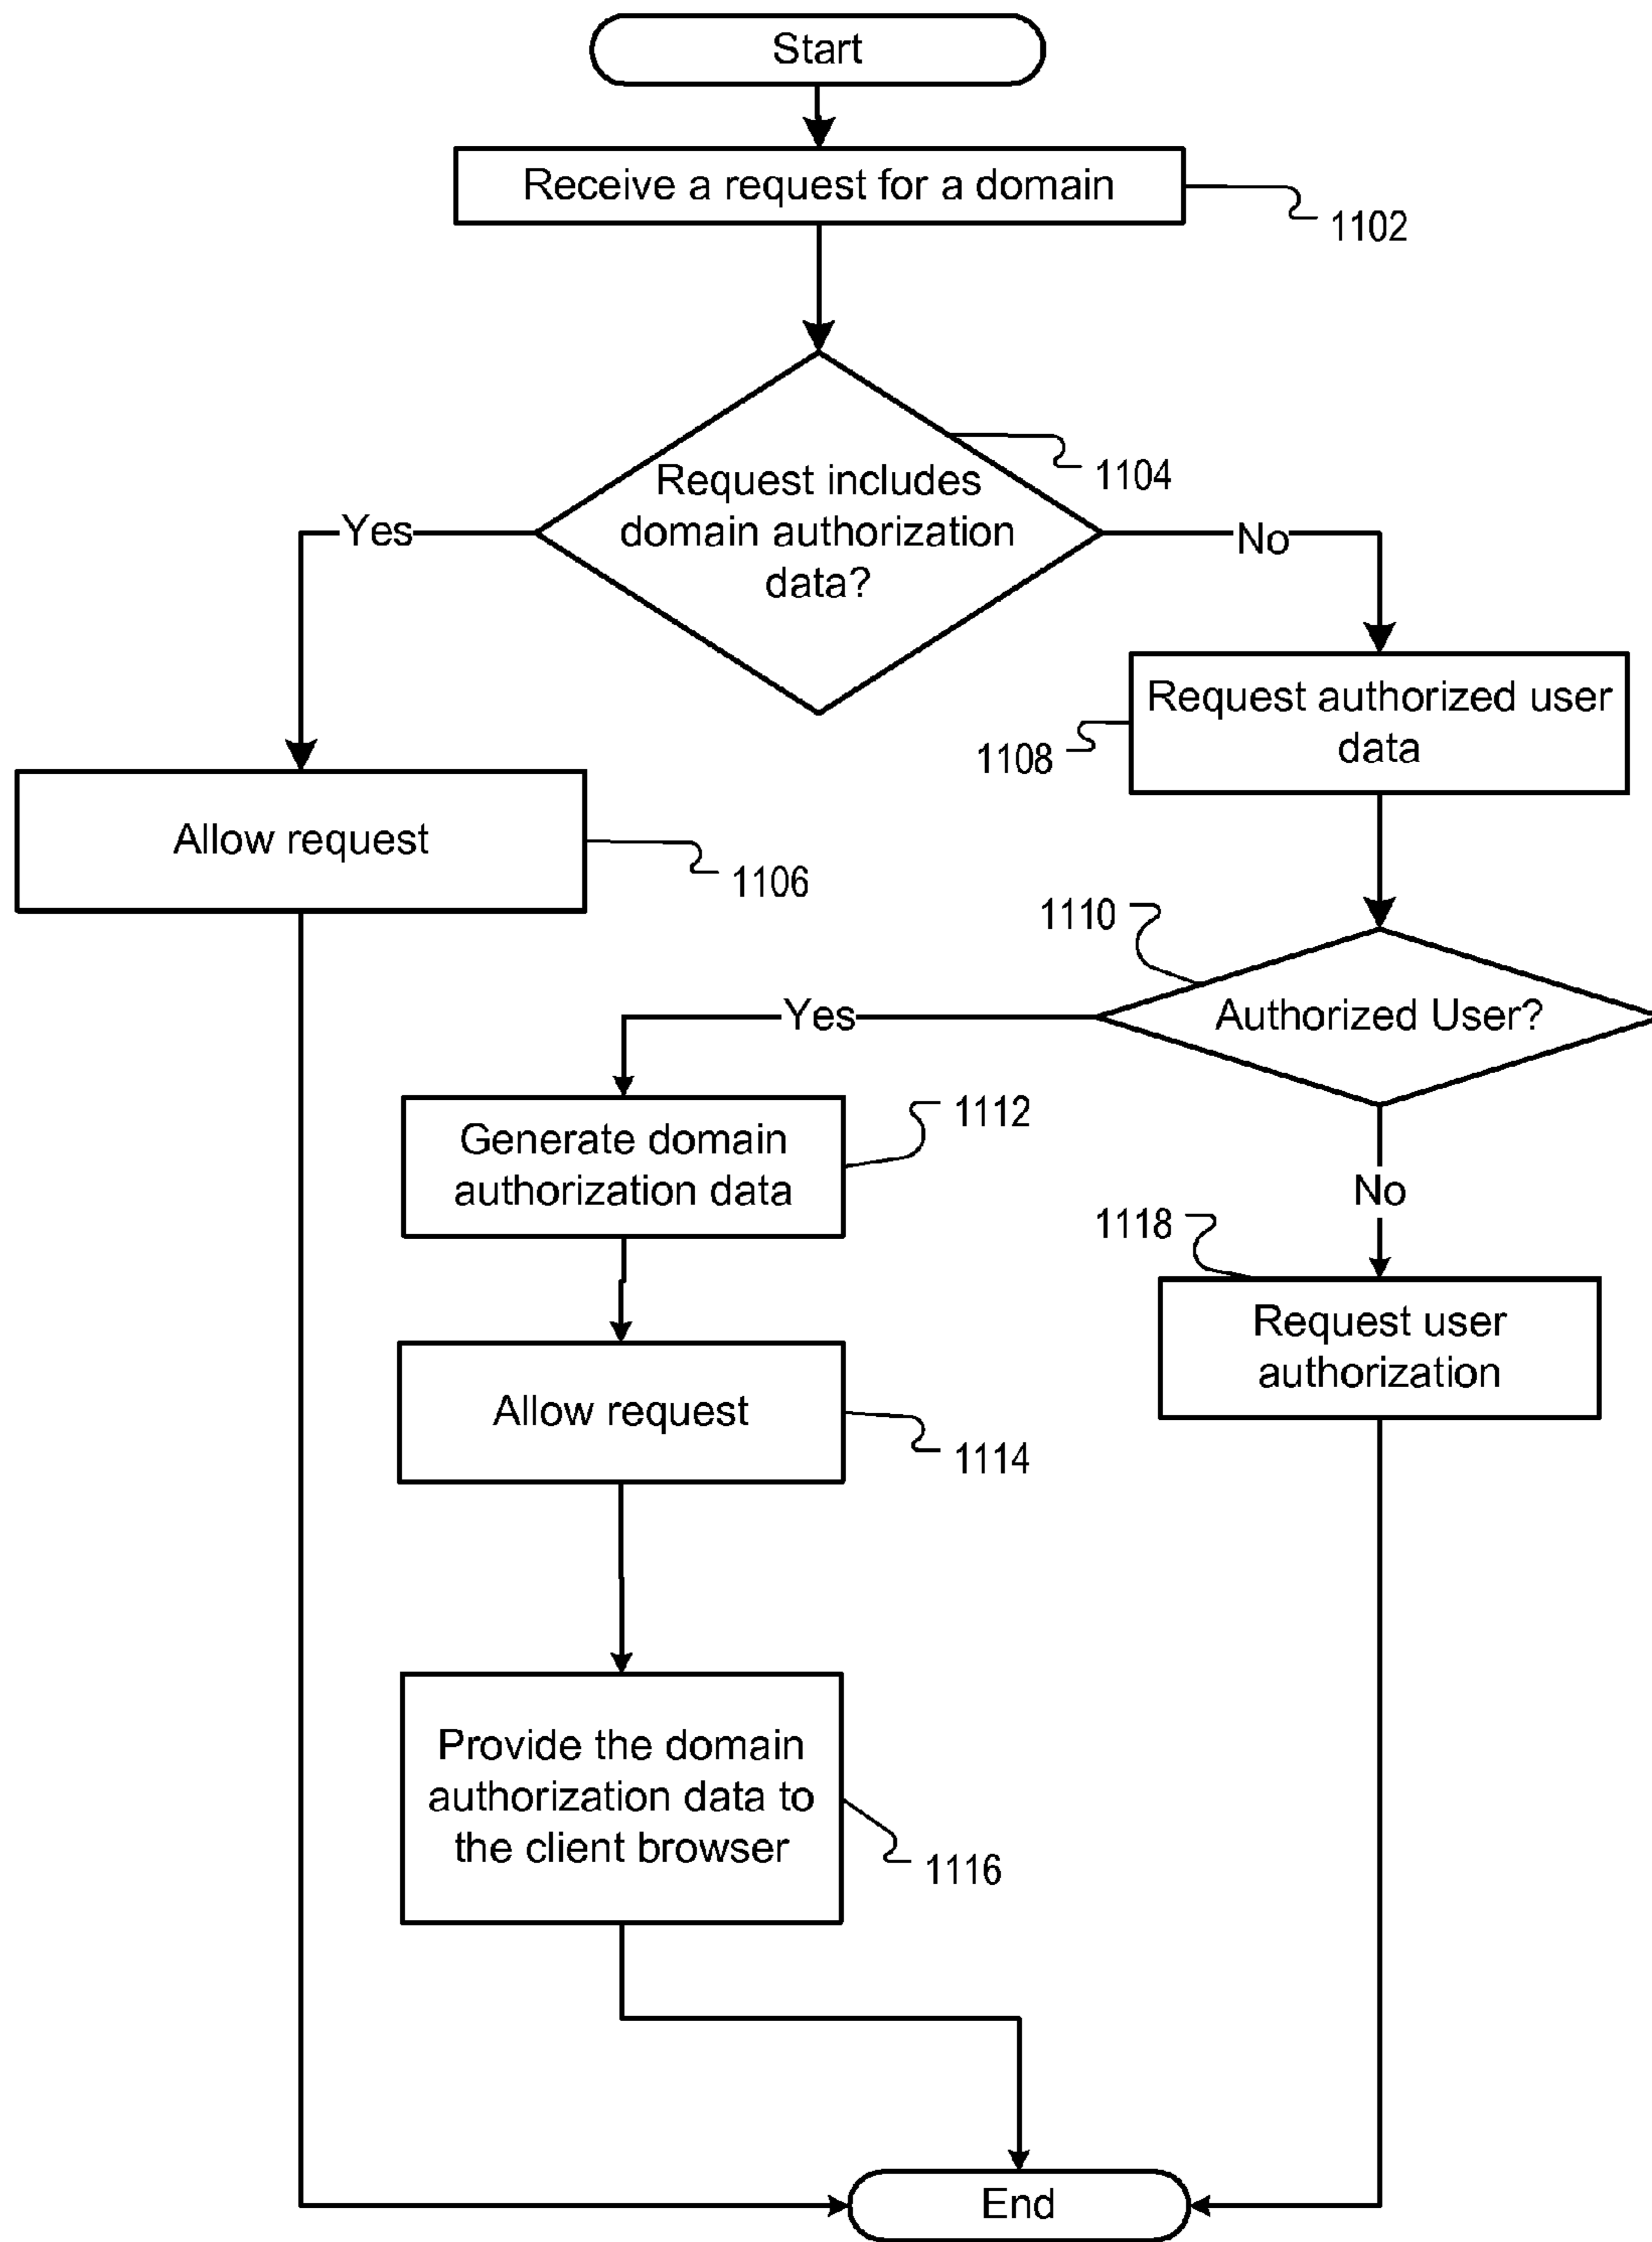 Start
Receive a request for a domain
1102
1104
Request includes
domain authorization
data?
Yes
No
Request authorized user
data
1108
Allow request
1106
1110
Authorized User?
Yes
1112
Generate domain
authorization data
No
1118
Request user
authorization
Allow request
1114
Provide the domain
authorization data to
the client browser
1116
End